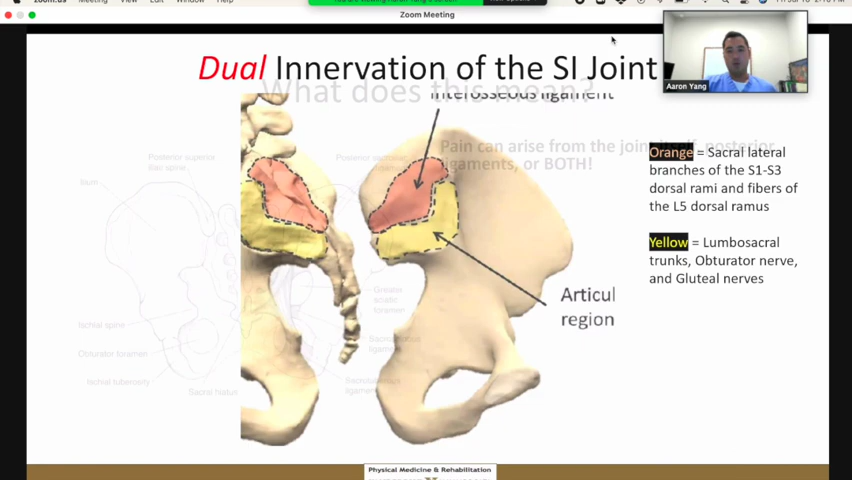 zoom.us Meeting View Edit Window Help
Zoom Meeting
Dual Innervation of the SI Joint
What does this mean?
Interosseous ligament
Pain can arise from the joint itself, posterior
ligaments, or BOTH!
Posterior superior
iliac spine
Ilium
Orange = Sacral lateral
branches of the S1-S3
dorsal rami and fibers of
the L5 dorsal ramus
Yellow = Lumbosacral
trunks, Obturator nerve,
and Gluteal nerves
Articul
region
Greater
sciatic
foramen
Ischial spine
Obturator foramen
Ischial tuberosity
Sacral hiatus
Aaron Yang
Physical Medicine & Rehabilitation